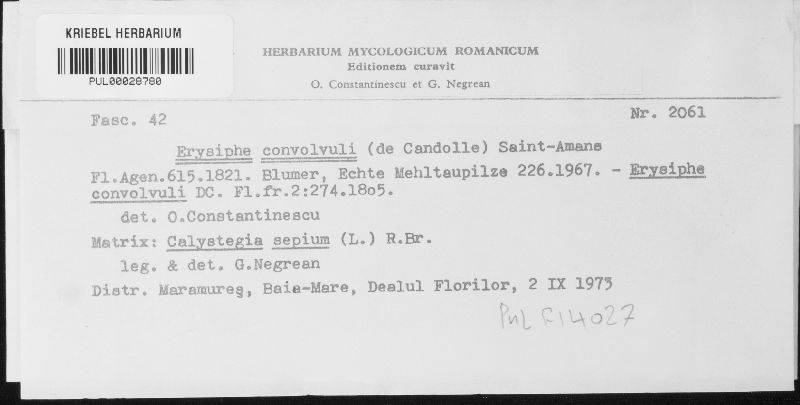 KRIEBEL HERBARIUM
PUL00028780
HERBARIUM MYCOLOGICUM ROMANICUM
Editionem curavit
O. Constantinescu et G. Negrean
Fasc. 42
Nr. 2061
Erysiphe convolvuli (de Candolle) Saint-Amans
Fl.Agen.615.1821. Blumer, Echte Mehltaupilze 226.1967. - Erysiphe
convolvuli DC. Fl.fr.2:274.18o5.
det. O.Constantinescu
Matrix: Calystegia sepium (L.) R.Br.
leg. & det. G.Negrean
Distr. Maramureș, Baia-Mare, Dealul Florilor, 2 IX 1973
PUL F14027